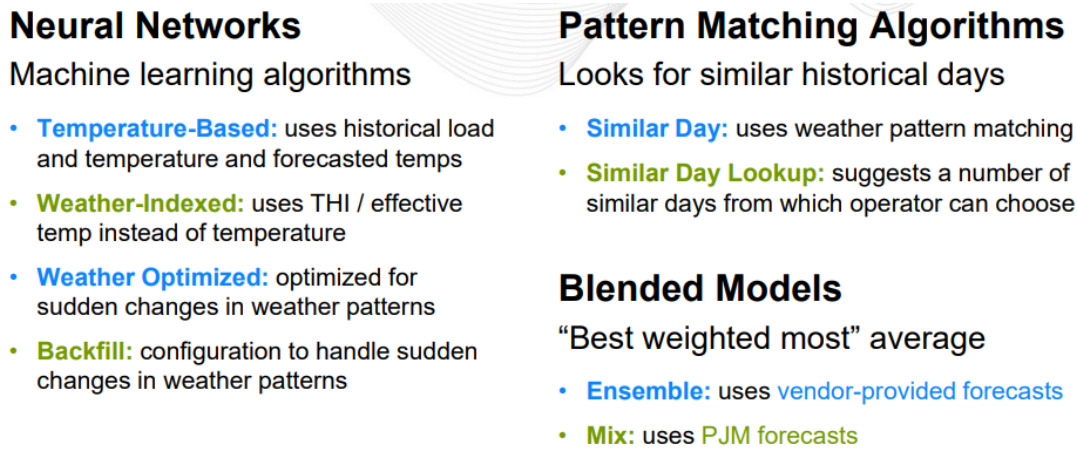 Neural Networks
Machine learning algorithms
• Temperature-Based: uses historical load
and temperature and forecasted temps
• Weather-Indexed: uses THI / effective
temp instead of temperature
• Weather Optimized: optimized for
sudden changes in weather patterns
• Backfill: configuration to handle sudden
changes in weather patterns
Pattern Matching Algorithms
Looks for similar historical days
• Similar Day: uses weather pattern matching
• Similar Day Lookup: suggests a number of
similar days from which operator can choose
Blended Models
“Best weighted most” average
• Ensemble: uses vendor-provided forecasts
• Mix: uses PJM forecasts